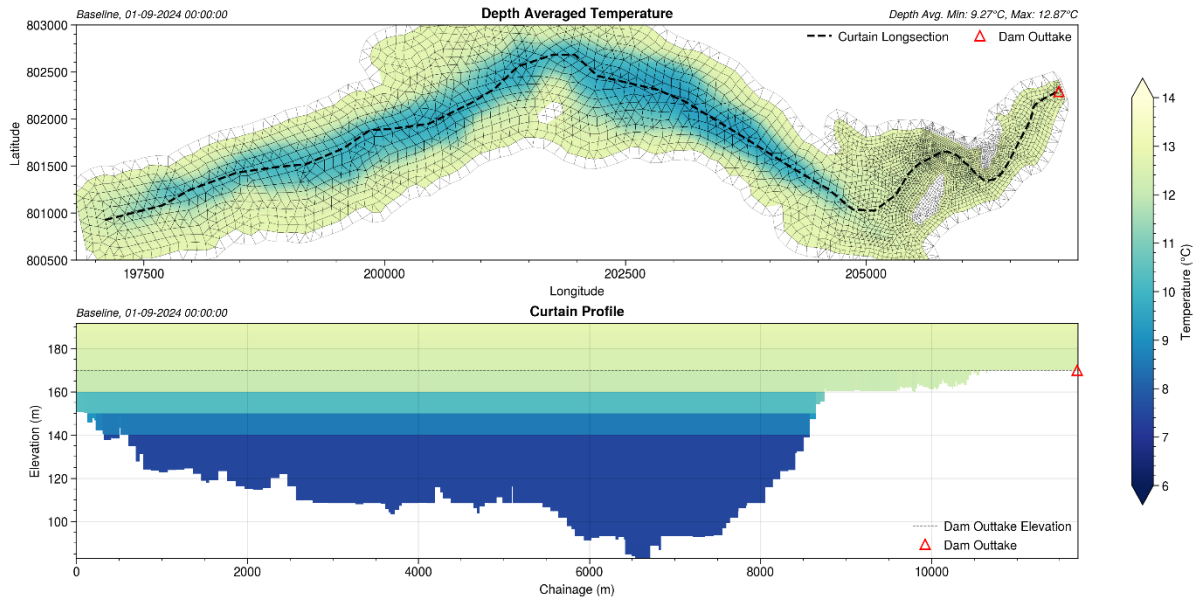 Baseline, 01-09-2024 00:00:00
Depth Averaged Temperature
Depth Avg. Min: 9.27°C, Max: 12.87°C
Curtain Longsection
Dam Outtake
803000
802500
802000
801500
801000
800500
Latitude
197500
200000
202500
205000
Longitude
Baseline, 01-09-2024 00:00:00
Curtain Profile
180
160
140
120
100
Elevation (m)
Dam Outtake Elevation
Dam Outtake
0
2000
4000
6000
8000
10000
Chainage (m)
14
13
12
11
10
9
8
7
6
Temperature (°C)